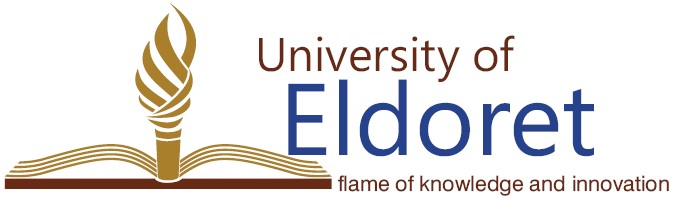 University of
Eldoret
flame of knowledge and innovation